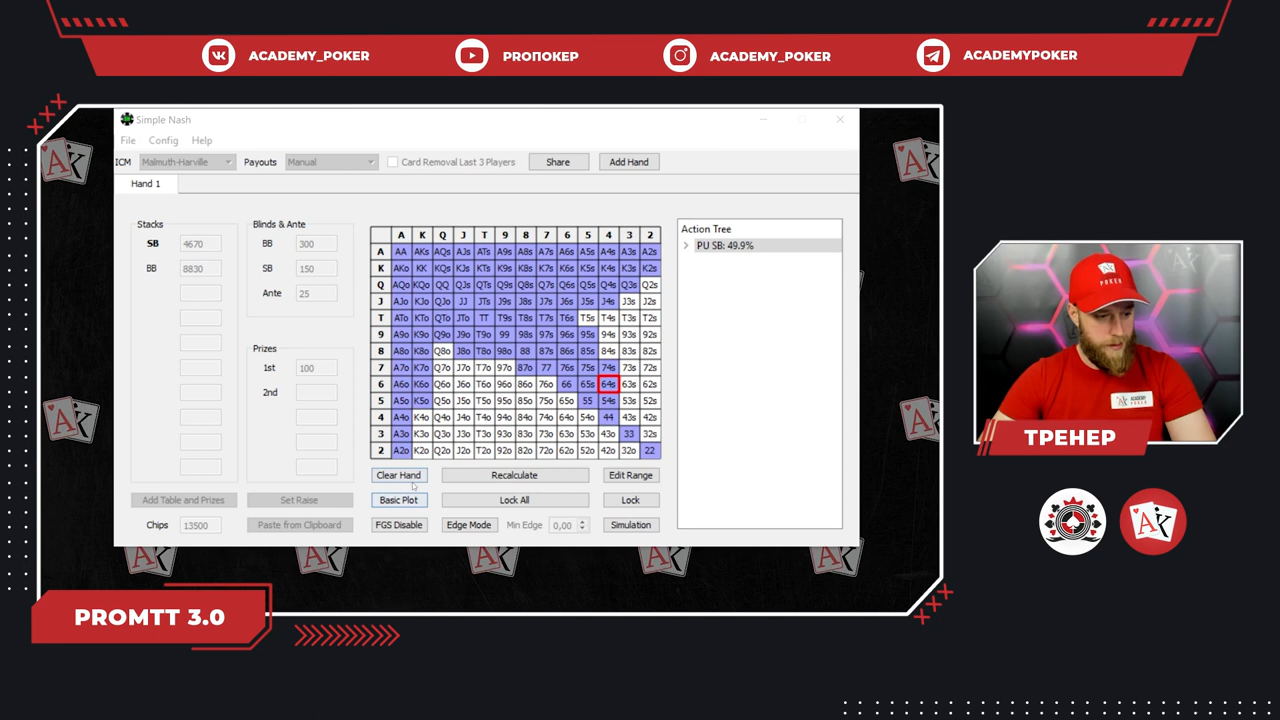 ACADEMY_POKER
PROПОКЕР
ACADEMY_POKER
ACADEMYPOKER
Simple Nash
File Config Help
ICM Malmuth-Harville Payouts Manual Card Removal Last 3 Players Share Add Hand
Hand 1
Stacks
SB 4670
BB 8830
Blinds & Ante
BB 300
SB 150
Ante 25
Prizes
1st 100
2nd
A K Q J T 9 8 7 6 5 4 3 2
A AA AKs AQs AJs ATs A9s A8s A7s A6s A5s A4s A3s A2s
K AKo KK KQs KJs KTs K9s K8s K7s K6s K5s K4s K3s K2s
Q AQo KQo QQ QJs QTs Q9s Q8s Q7s Q6s Q5s Q4s Q3s Q2s
J AJo KJo QJo JJ JTs J9s J8s J7s J6s J5s J4s J3s J2s
T ATo KTo QTo JTo TT T9s T8s T7s T6s T5s T4s T3s T2s
9 A9o K9o Q9o J9o T9o 99 98s 97s 96s 95s 94s 93s 92s
8 A8o K8o Q8o J8o T8o 98o 88 87s 86s 85s 84s 83s 82s
7 A7o K7o Q7o J7o T7o 97o 87o 77 76s 75s 74s 73s 72s
6 A6o K6o Q6o J6o T6o 96o 86o 76o 66 65s 64s 63s 62s
5 A5o K5o Q5o J5o T5o 95o 85o 75o 65o 55 54s 53s 52s
4 A4o K4o Q4o J4o T4o 94o 84o 74o 64o 54o 44 43s 42s
3 A3o K3o Q3o J3o T3o 93o 83o 73o 63o 53o 43o 33 32s
2 A2o K2o Q2o J2o T2o 92o 82o 72o 62o 52o 42o 32o 22
Action Tree
PU SB: 49.9%
Clear Hand Recalculate Edit Range
Add Table and Prizes Set Raise Basic Plot Lock All Lock
Chips 13500 Paste from Clipboard FGS Disable Edge Mode Min Edge 0,00 Simulation
POKER
ACADEMY POKER
ТРЕНЕР
PROMTT 3.0